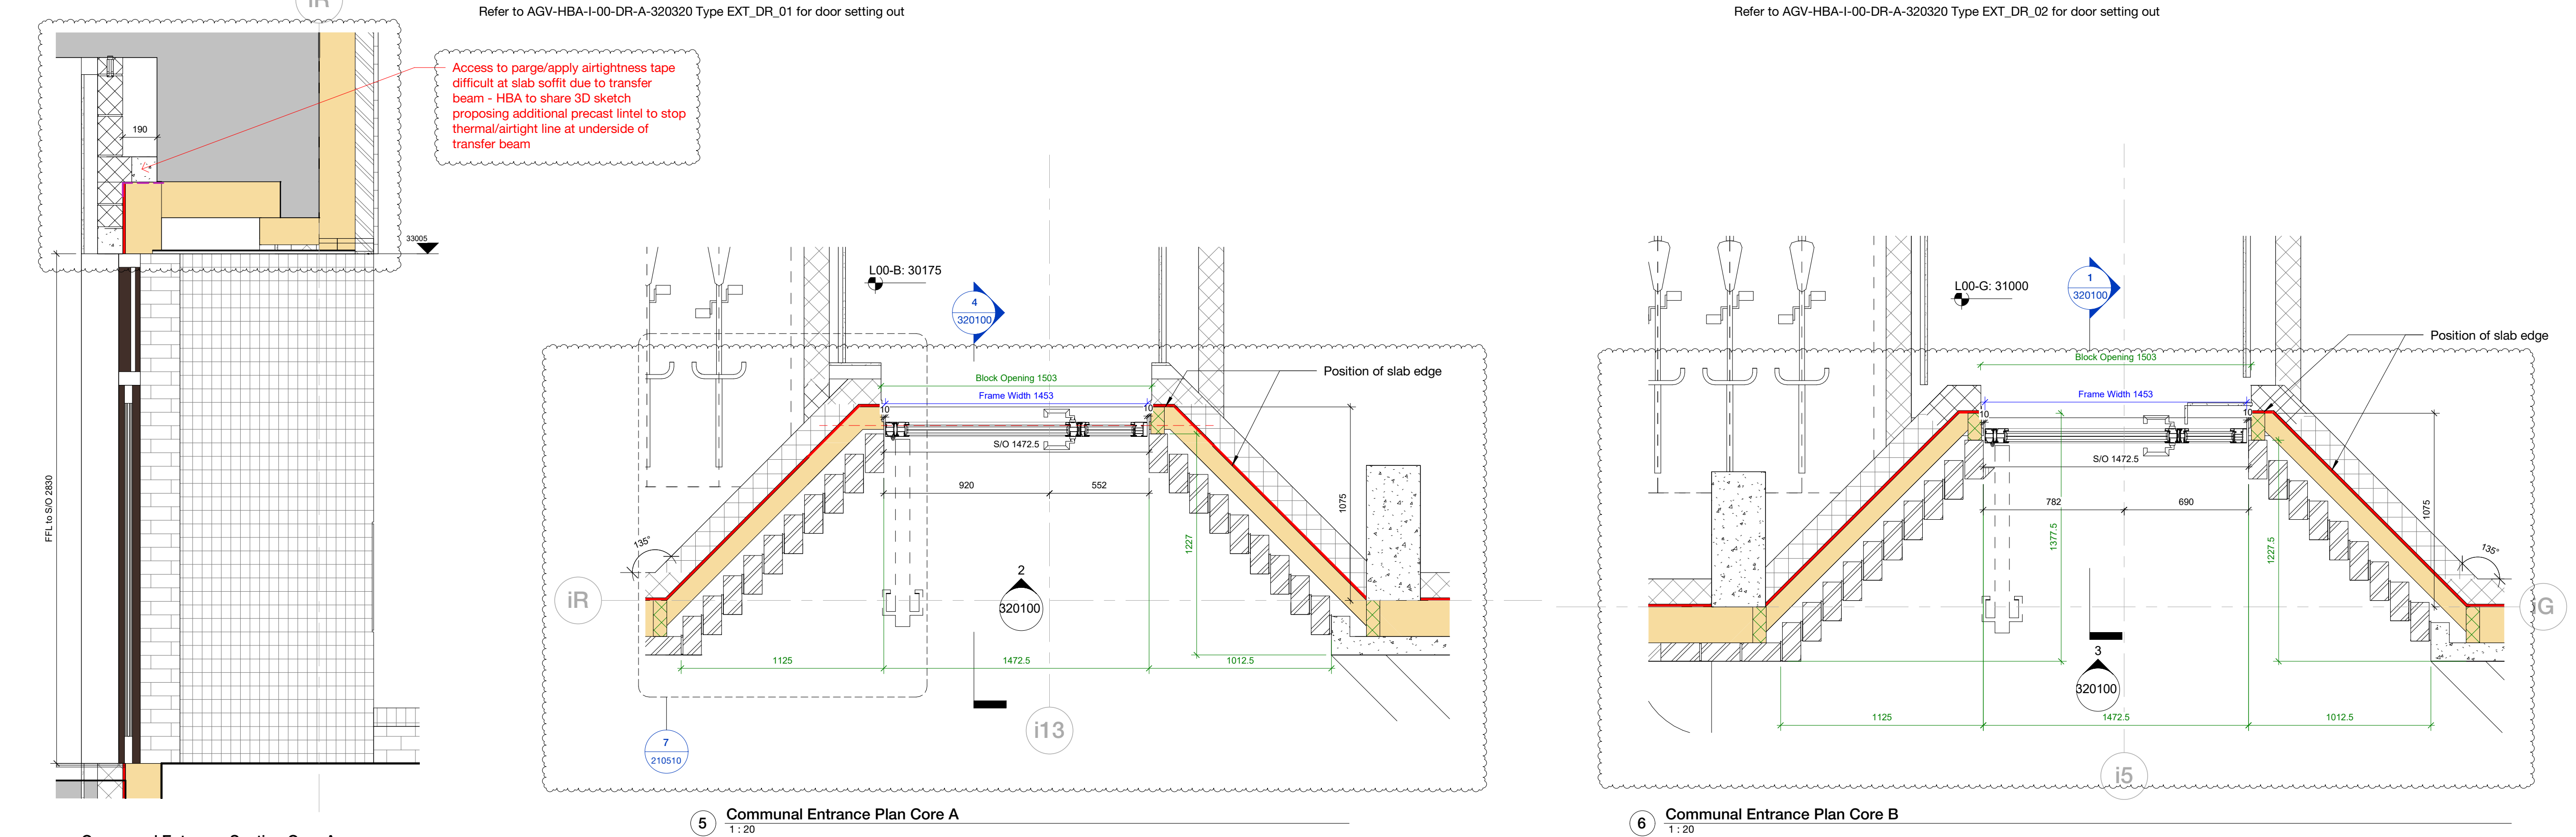 iR
Refer to AGV-HBA-I-00-DR-A-320320 Type EXT_DR_01 for door setting out
Refer to AGV-HBA-I-00-DR-A-320320 Type EXT_DR_02 for door setting out
Access to parge/apply airtightness tape
difficult at slab soffit due to transfer
beam - HBA to share 3D sketch
proposing additional precast lintel to stop
thermal/airtight line at underside of
transfer beam
190
33005
FFL to S/O 2830
L00-B: 30175
4
320100
Position of slab edge
Block Opening 1503
Frame Width 1453
10
10
S/O 1472.5
920
552
1075
1227
135°
iR
2
320100
1125
1472.5
1012.5
7
210510
i13
5
Communal Entrance Plan Core A
1 : 20
L00-G: 31000
1
320100
Position of slab edge
Block Opening 1503
Frame Width 1453
10
10
S/O 1472.5
782
690
1075
1377.5
1227.5
135°
iG
3
320100
1125
1472.5
1012.5
i5
6
Communal Entrance Plan Core B
1 : 20